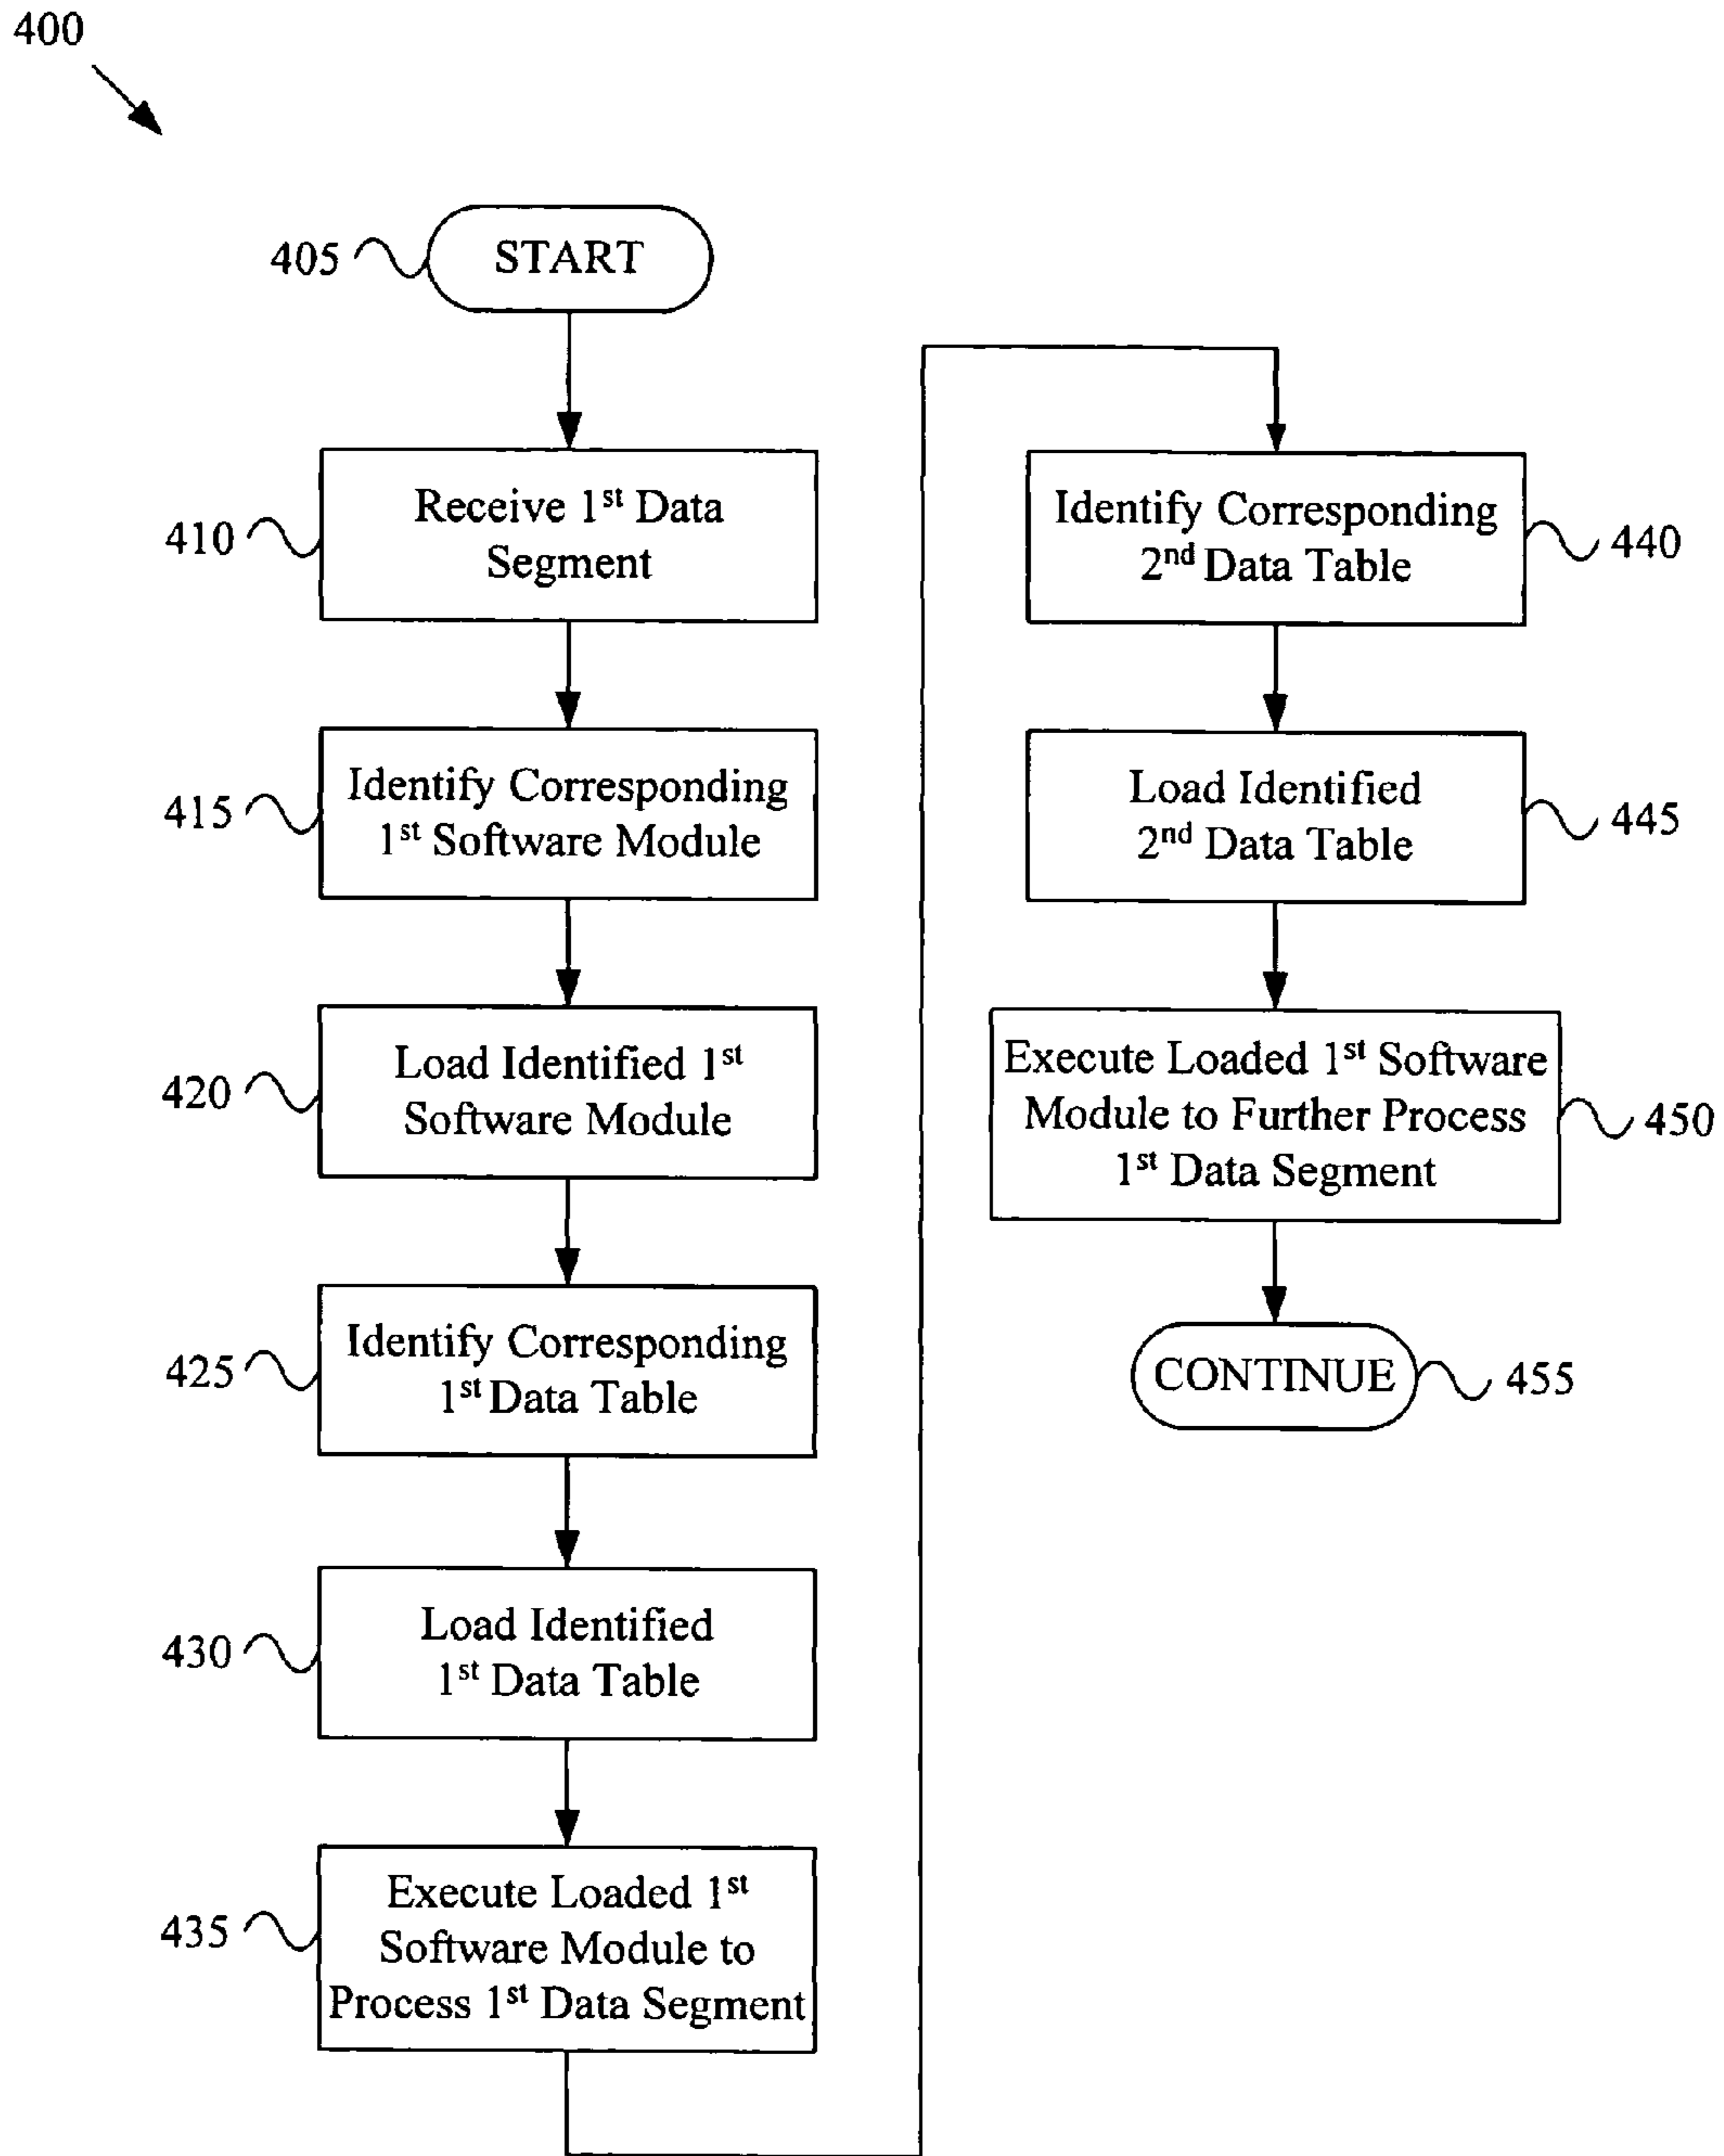 400
405
START
410
Receive 1st Data
Segment
415
Identify Corresponding
1st Software Module
420
Load Identified 1st
Software Module
425
Identify Corresponding
1st Data Table
430
Load Identified
1st Data Table
435
Execute Loaded 1st
Software Module to
Process 1st Data Segment
Identify Corresponding
2nd Data Table
440
Load Identified
2nd Data Table
445
Execute Loaded 1st Software
Module to Further Process
1st Data Segment
450
CONTINUE
455